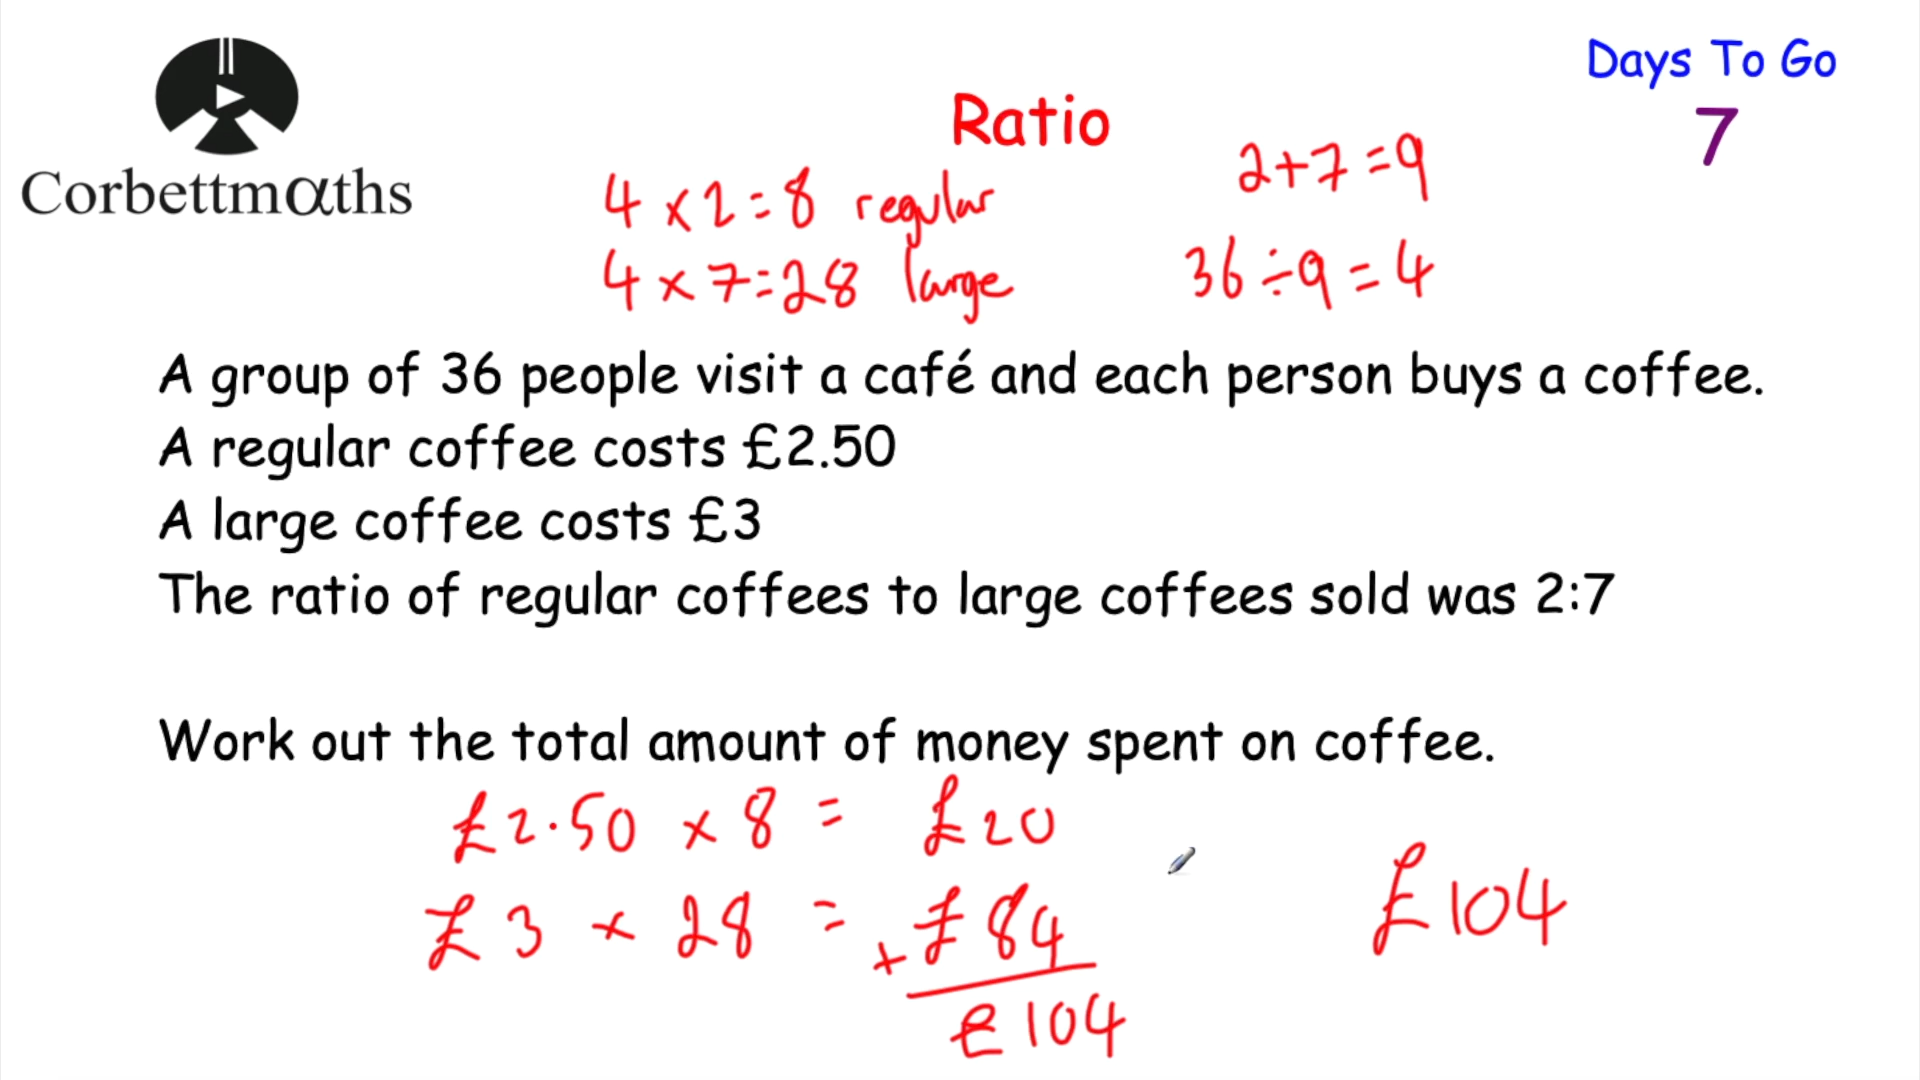 Days To Go
7
Corbettmαths
Ratio
2+7=9
4 × 2 = 8 regular
4 × 7 = 28 large
36 ÷ 9 = 4
A group of 36 people visit a café and each person buys a coffee.
A regular coffee costs £2.50
A large coffee costs £3
The ratio of regular coffees to large coffees sold was 2:7
Work out the total amount of money spent on coffee.
£2.50 × 8 = £20
£3 × 28 = + £84
£104
£104